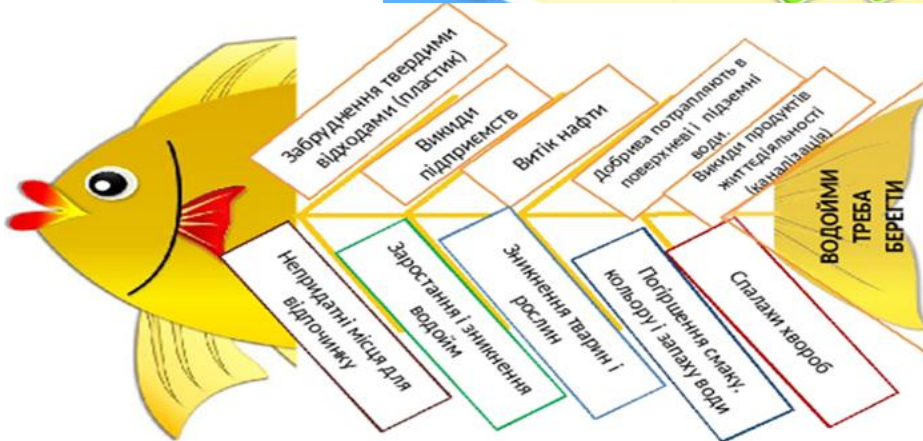 Забруднення твердими
відходами (пластик)
Викиди
підприємств
Витік нафти
Добрива потрапляють в
поверхневі і підземні
води.
Викиди продуктів
життєдіяльності
(каналізація)
ВОДОЙМИ
ТРЕБА
БЕРЕГТИ
Непридатні місця для
відпочинку
Заростання і зникнення
водойм
Зникнення тварин і
рослин
Погіршення смаку,
кольору і запаху води
Спалахи хвороб